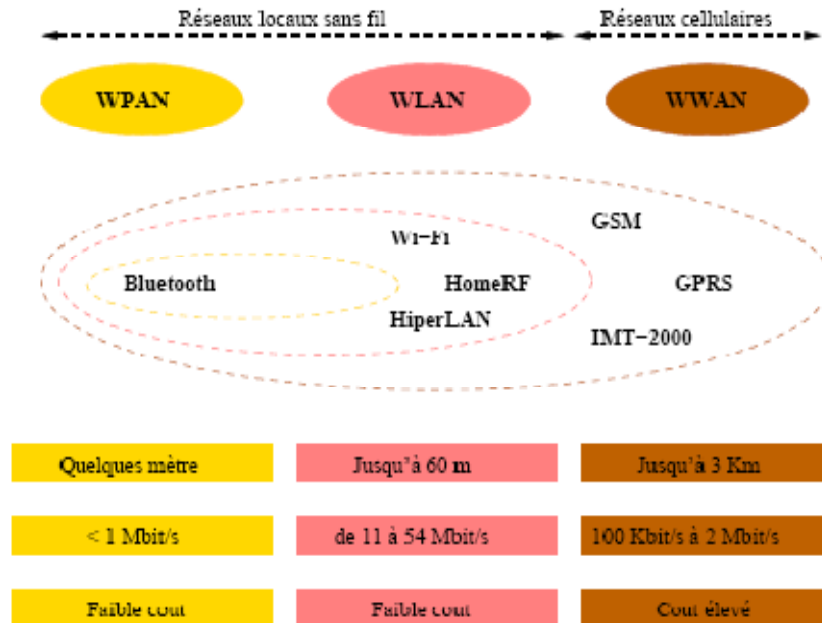 Réseaux locaux sans fil Réseaux cellulaires
WPAN WLAN WWAN
GSM
Wi-Fi
Bluetooth HomeRF GPRS
HiperLAN
IMT-2000
Quelques mètre Jusqu'à 60 m Jusqu'à 3 Km
< 1 Mbit/s de 11 à 54 Mbit/s 100 Kbit/s à 2 Mbit/s
Faible cout Faible cout Cout élevé